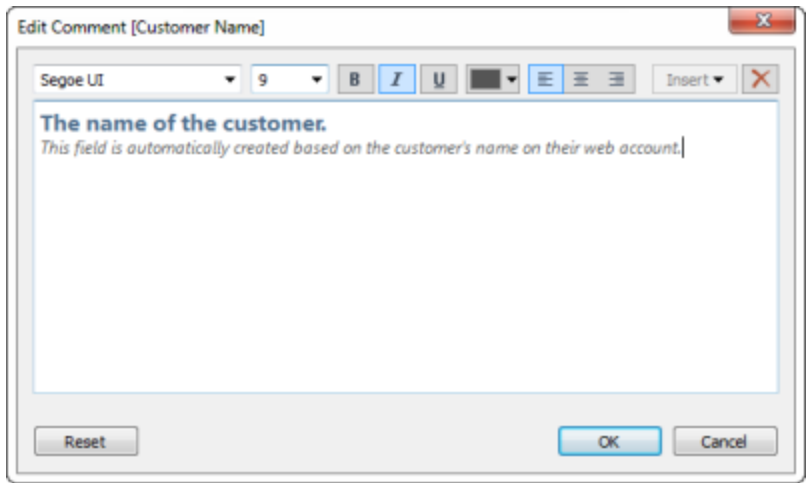 Edit Comment [Customer Name]
Segoe UI 9 B I U Insert
The name of the customer.
This field is automatically created based on the customer's name on their web account.
Reset OK Cancel